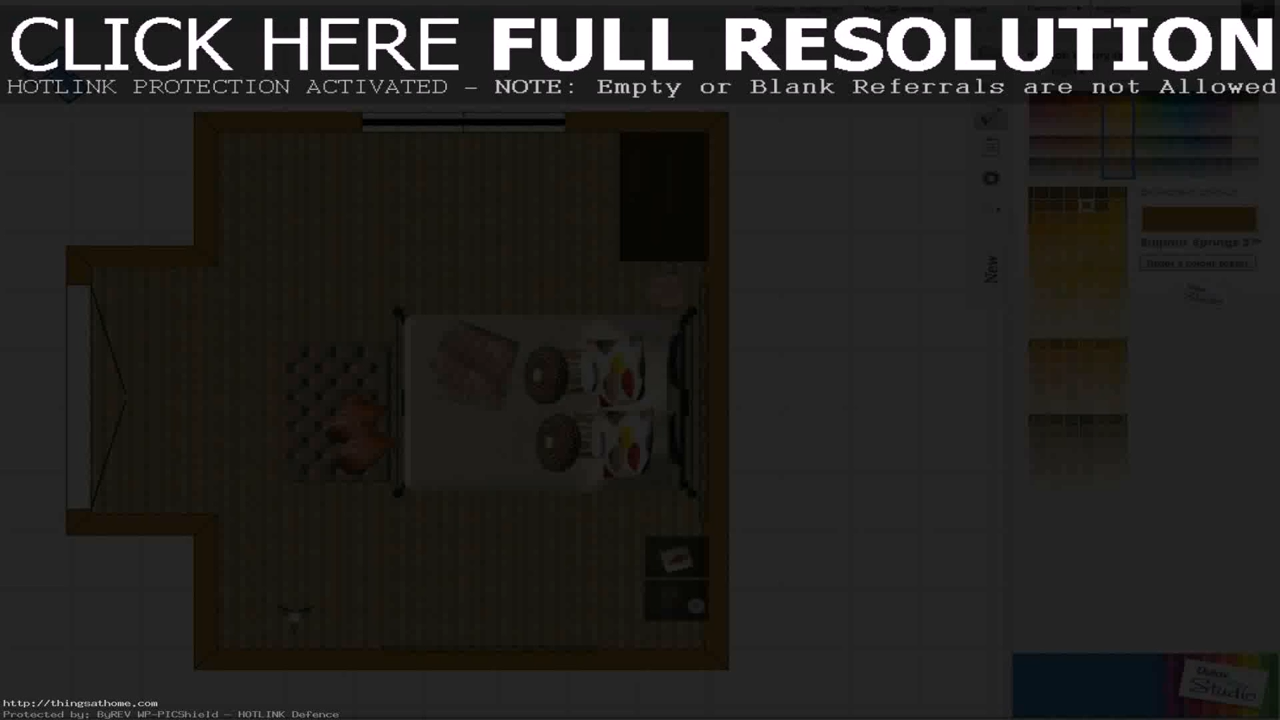 CLICK HERE FULL RESOLUTION
HOTLINK PROTECTION ACTIVATED - NOTE: Empty or Blank Referrals are not Allowed
New
Studio
http://thingsathome.com
Protected by: ByREV WP-PICShield - HOTLINK Defence